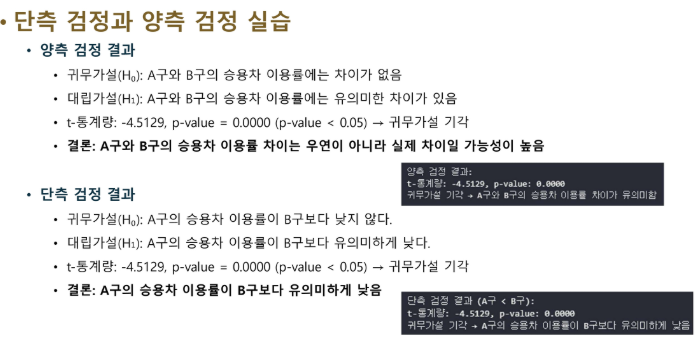 • 단측 검정과 양측 검정 실습
• 양측 검정 결과
• 귀무가설(H₀): A구와 B구의 승용차 이용률에는 차이가 없음
• 대립가설(H₁): A구와 B구의 승용차 이용률에는 유의미한 차이가 있음
• t-통계량: -4.5129, p-value = 0.0000 (p-value < 0.05) → 귀무가설 기각
• 결론: A구와 B구의 승용차 이용률 차이는 우연이 아니라 실제 차이일 가능성이 높음
양측 검정 결과:
t-통계량: -4.5129, p-value: 0.0000
귀무가설 기각 → A구와 B구의 승용차 이용률 차이가 유의미함
• 단측 검정 결과
• 귀무가설(H₀): A구의 승용차 이용률이 B구보다 낮지 않다.
• 대립가설(H₁): A구의 승용차 이용률이 B구보다 유의미하게 낮다.
• t-통계량: -4.5129, p-value = 0.0000 (p-value < 0.05) → 귀무가설 기각
• 결론: A구의 승용차 이용률이 B구보다 유의미하게 낮음
단측 검정 결과 (A구 < B구):
t-통계량: -4.5129, p-value: 0.0000
귀무가설 기각 → A구의 승용차 이용률이 B구보다 유의미하게 낮음